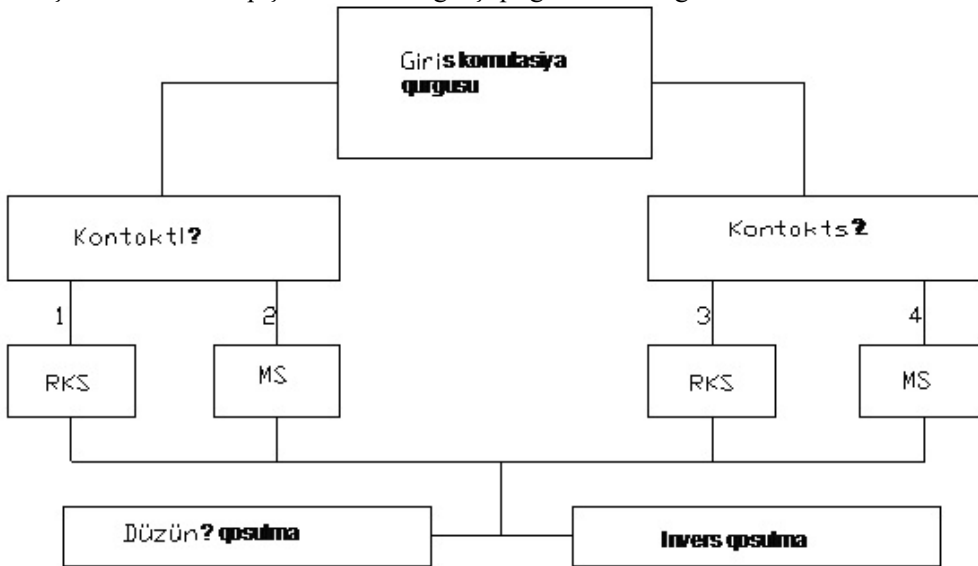 Giris komutasiya
qurgusu
Kontoktl?
Kontokts?
1
2
3
4
RKS
MS
RKS
MS
Düzün? qosulma
Invers qosulma